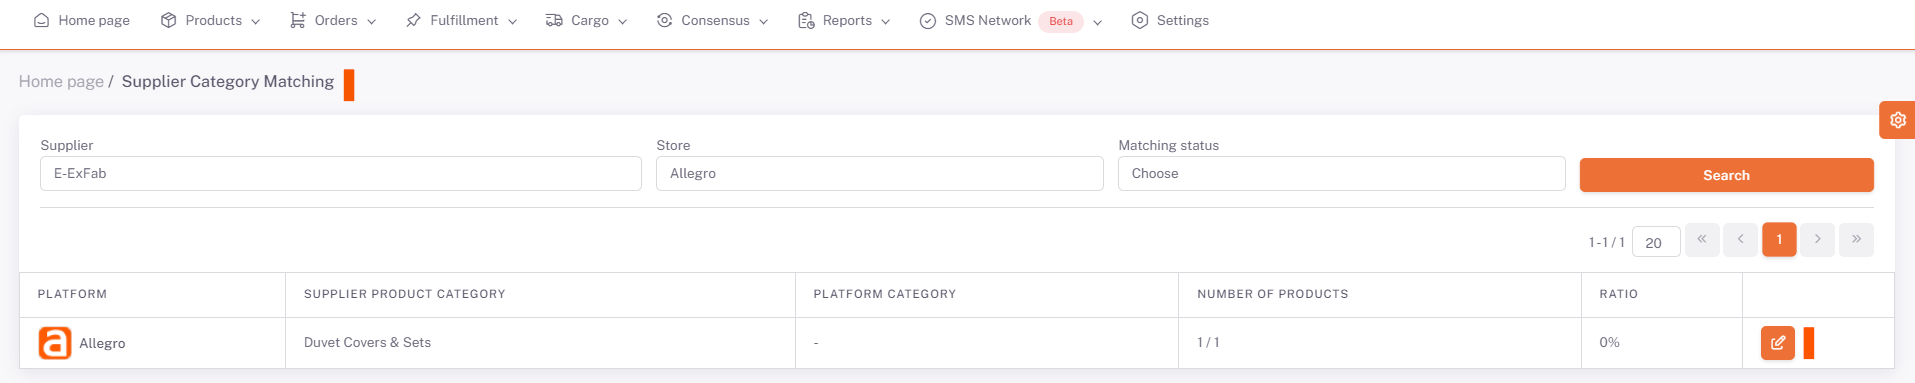 Home page Products Orders Fulfillment Cargo Consensus Reports SMS Network Beta Settings
Home page / Supplier Category Matching
Supplier Store Matching status
E-ExFab Allegro Choose Search
1 - 1 / 1 20 « ‹ 1 › »
PLATFORM SUPPLIER PRODUCT CATEGORY PLATFORM CATEGORY NUMBER OF PRODUCTS RATIO
a Allegro Duvet Covers & Sets - 1 / 1 0%